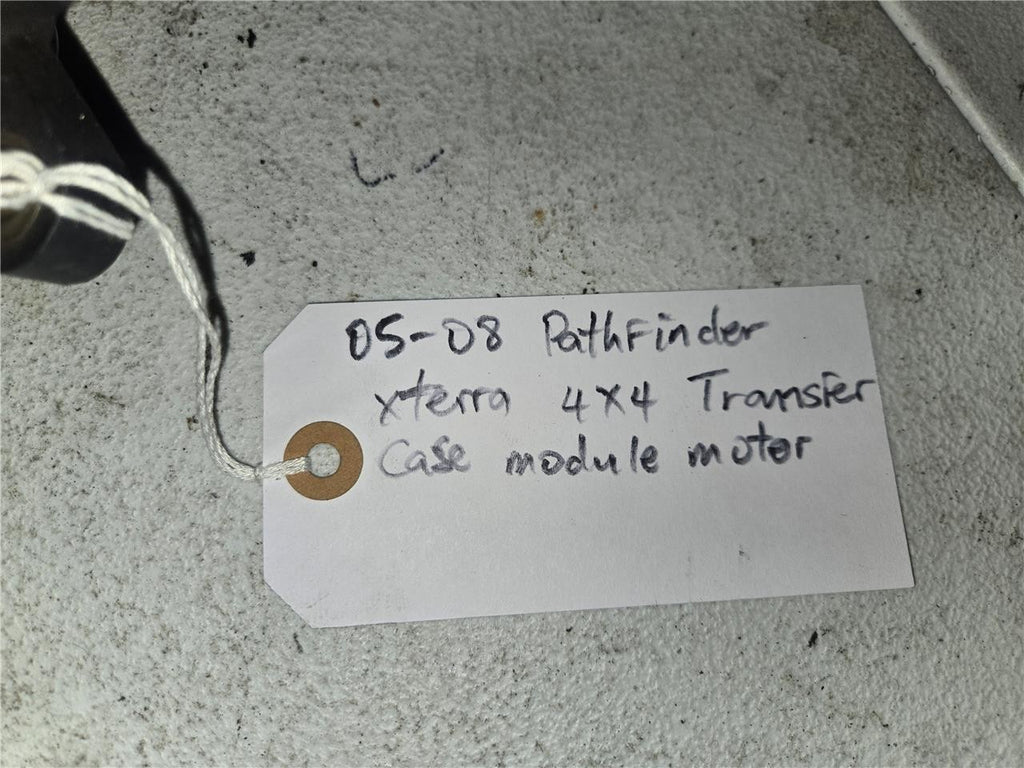 05-08 PathFinder
xterra 4x4 Transfer
Case module motor